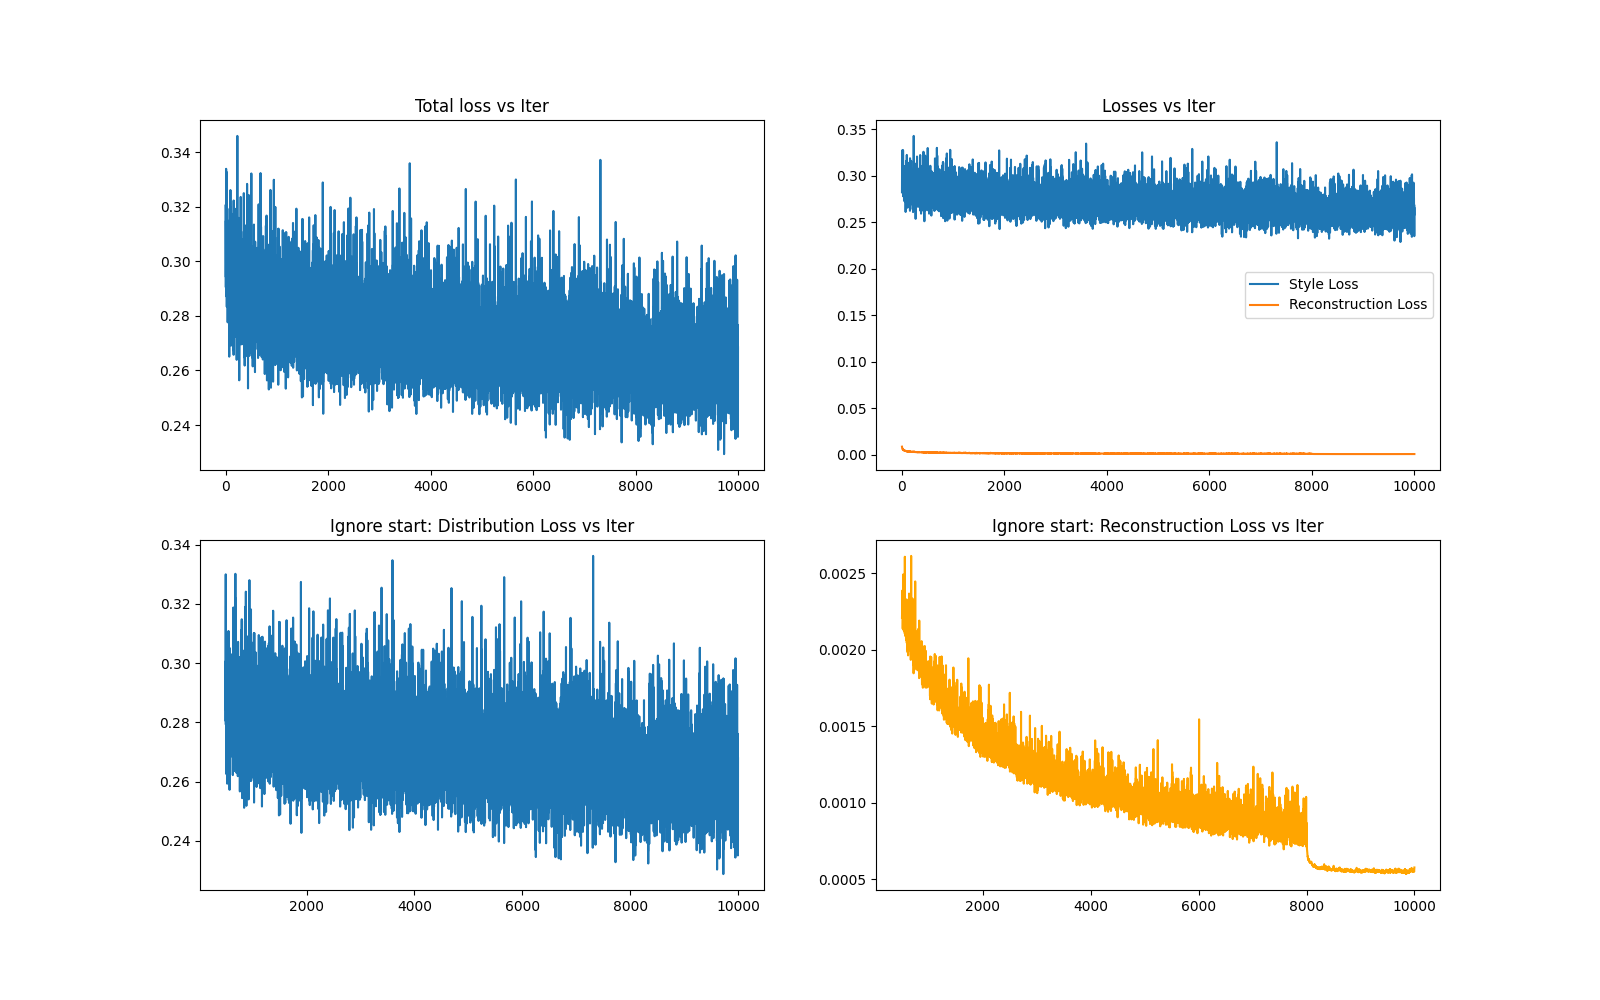 Total loss vs Iter
0.34
0.32
0.30
0.28
0.26
0.24
0 2000 4000 6000 8000 10000
Losses vs Iter
0.35
0.30
0.25
0.20
0.15
0.10
0.05
0.00
Style Loss
Reconstruction Loss
0 2000 4000 6000 8000 10000
Ignore start: Distribution Loss vs Iter
0.34
0.32
0.30
0.28
0.26
0.24
2000 4000 6000 8000 10000
Ignore start: Reconstruction Loss vs Iter
0.0025
0.0020
0.0015
0.0010
0.0005
2000 4000 6000 8000 10000